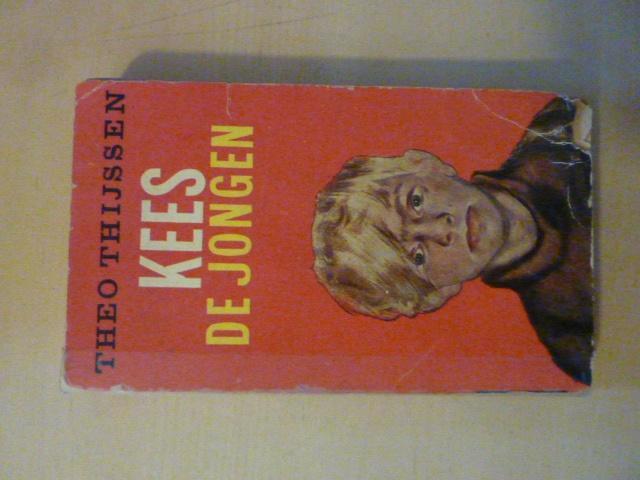 THEO THIJSSEN
KEES
DE JONGEN